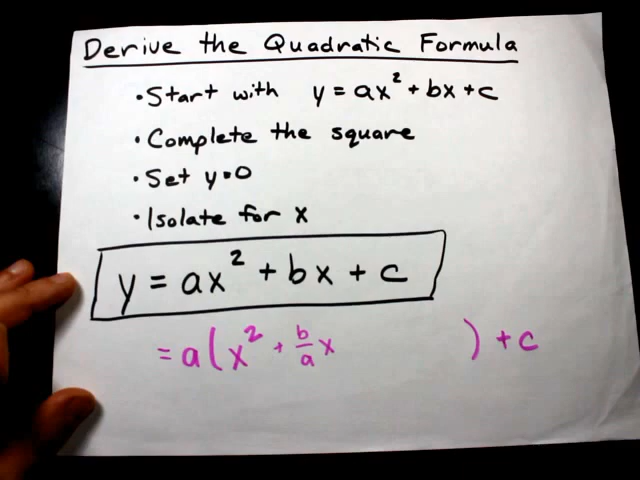 Derive the Quadratic Formula
• Start with y = ax² + bx + c
• Complete the square
• Set y=0
• Isolate for x
y = ax² + bx + c
= a(x² + b/a x ) + c